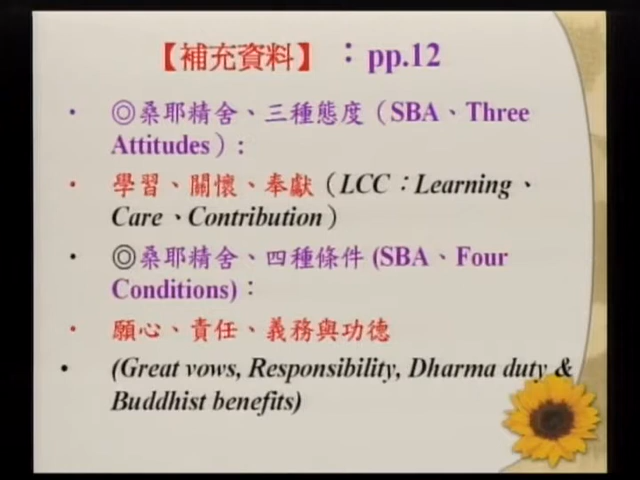 【補充資料】：pp.12
• ◎桑耶精舍、三種態度（SBA、Three
Attitudes）:
• 學習、關懷、奉獻（LCC：Learning、
Care、Contribution）
• ◎桑耶精舍、四種條件 (SBA、Four
Conditions)：
• 願心、責任、義務與功德
• (Great vows, Responsibility, Dharma duty &
Buddhist benefits)